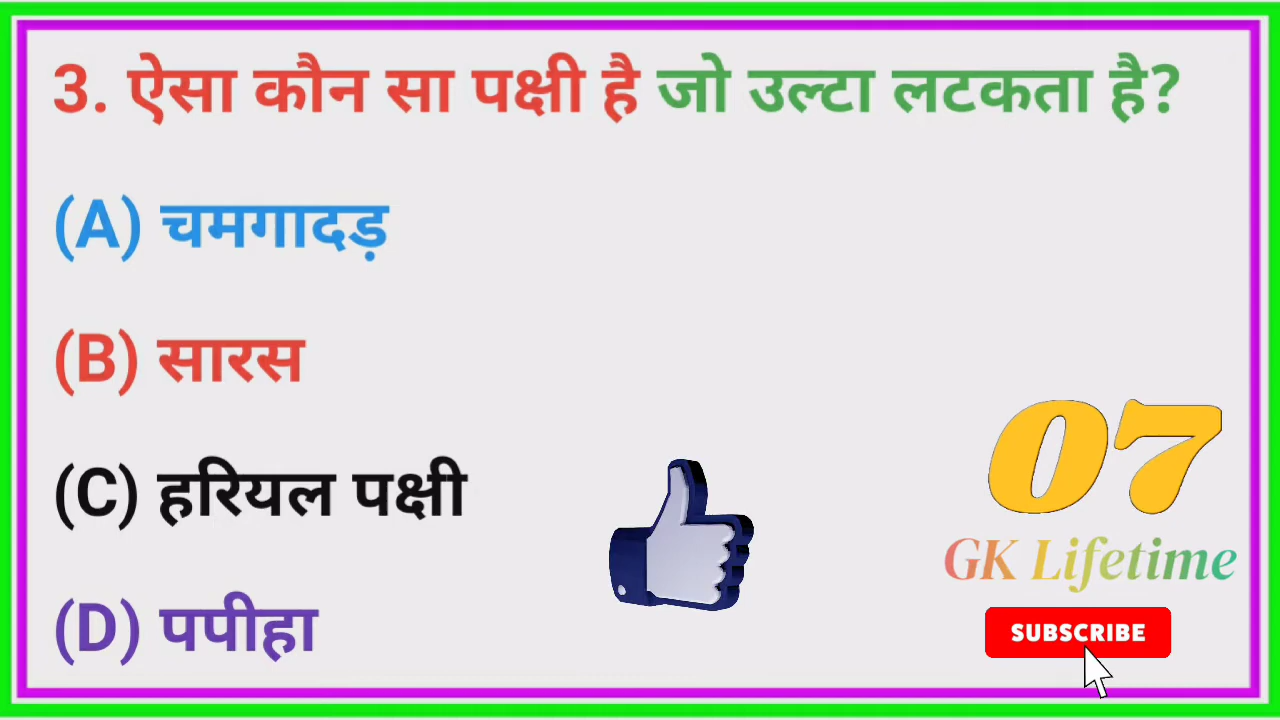 3. ऐसा कौन सा पक्षी है जो उल्टा लटकता है?
(A) चमगादड़
(B) सारस
(C) हरियल पक्षी
(D) पपीहा
07
GK Lifetime
SUBSCRIBE